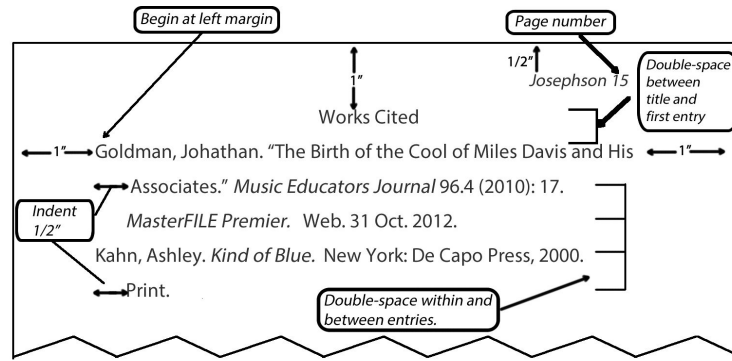 Begin at left margin
Page number
1"
1/2"
Josephson 15
Double-space
between
title and
first entry
Works Cited
1"
Goldman, Johathan. “The Birth of the Cool of Miles Davis and His
1"
Associates.” Music Educators Journal 96.4 (2010): 17.
Indent
1/2"
MasterFILE Premier. Web. 31 Oct. 2012.
Kahn, Ashley. Kind of Blue. New York: De Capo Press, 2000.
Print.
Double-space within and
between entries.